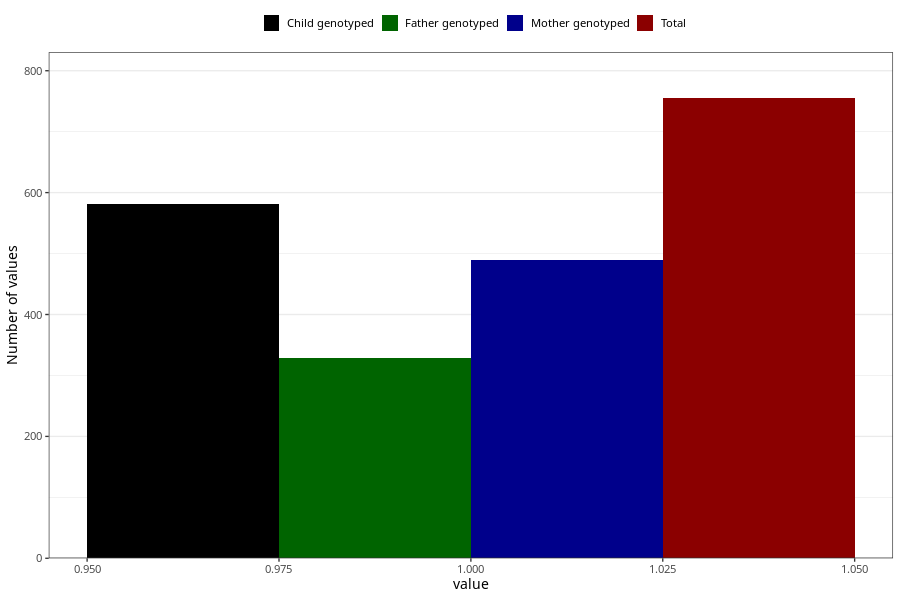 Child genotyped Father genotyped Mother genotyped Total
800
600
400
200
0
Number of values
0.950 0.975 1.000 1.025 1.050
value